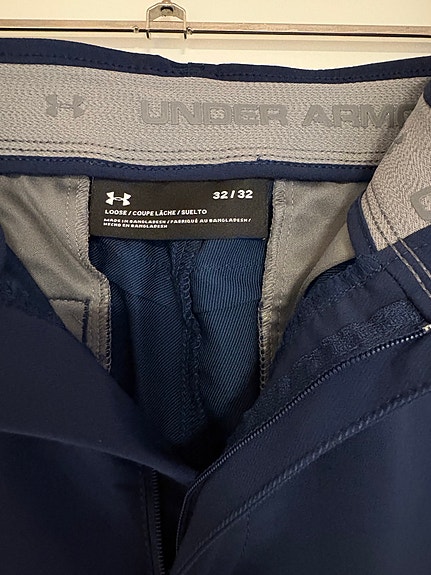 UNDER ARMO
32 / 32
LOOSE / COUPE LÂCHE / SUELTO
MADE IN BANGLADESH / FABRIQUÉ AU BANGLADESH /
HECHO EN BANGLADESH